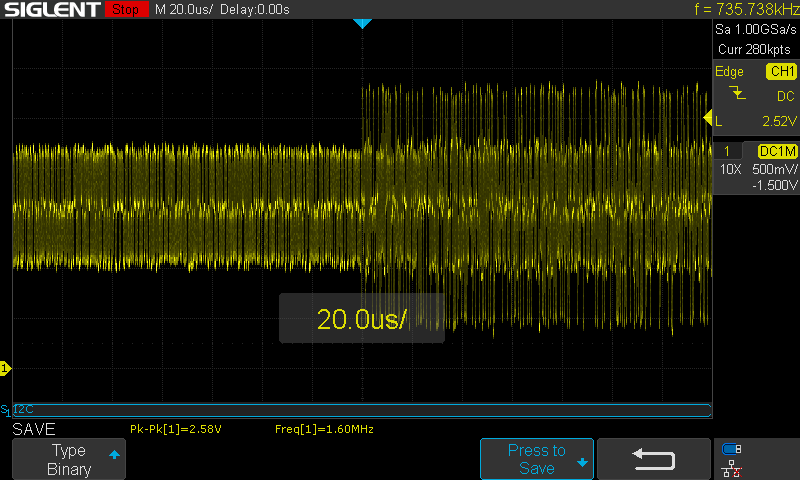 SIGLENT Stop M 20.0us/ Delay:0.00s f = 735.738kHz
Sa 1.00GSa/s
Curr 280kpts
Edge CH1
DC
L 2.52V
1 DC1M
10X 500mV/
-1.500V
20.0us/
1
S1 I2C
SAVE Pk-Pk[1]=2.58V Freq[1]=1.60MHz
Type
Binary
Press to
Save